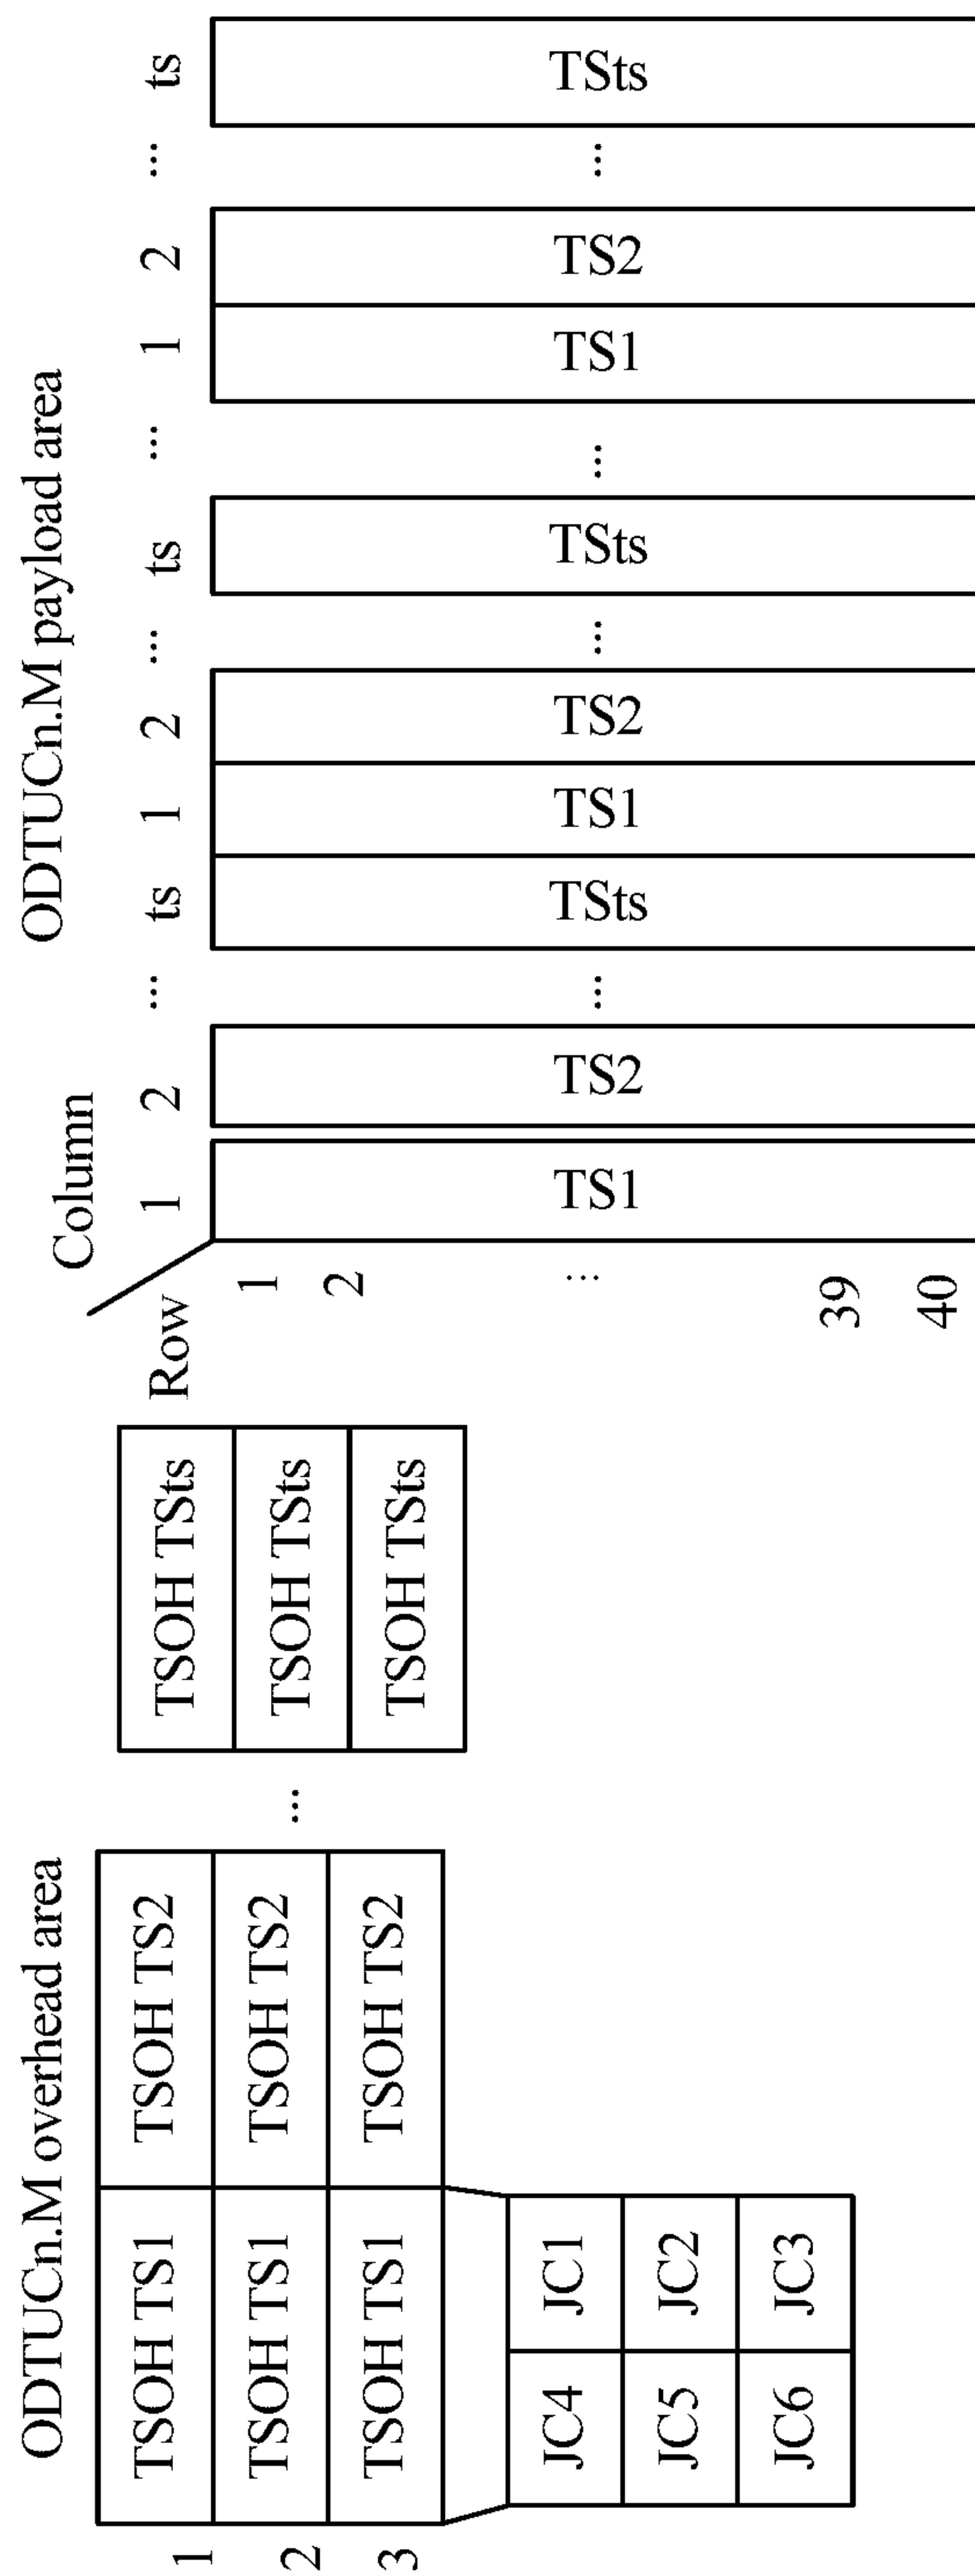 ODTUCn.M overhead area
1 TSOH TS1 TSOH TS2 TSOH TSts
2 TSOH TS1 TSOH TS2 ... TSOH TSts
3 TSOH TS1 TSOH TS2 TSOH TSts
JC4 JC1
JC5 JC2
JC6 JC3
ODTUCn.M payload area
Column
Row
1 2 ... ts 1 2 ... ts ... 1 2 ... ts
1
2
...
39
40
TS1 TS2 ... TSts TS1 TS2 ... TSts ... TS1 TS2 ... TSts